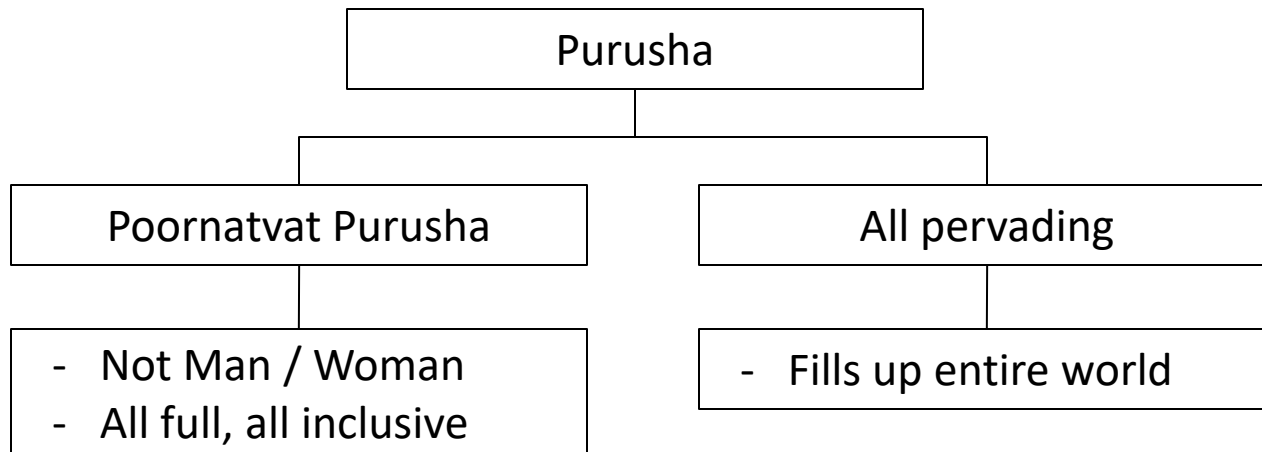 Purusha
Poornatvat Purusha
All pervading
- Not Man / Woman
- All full, all inclusive
- Fills up entire world